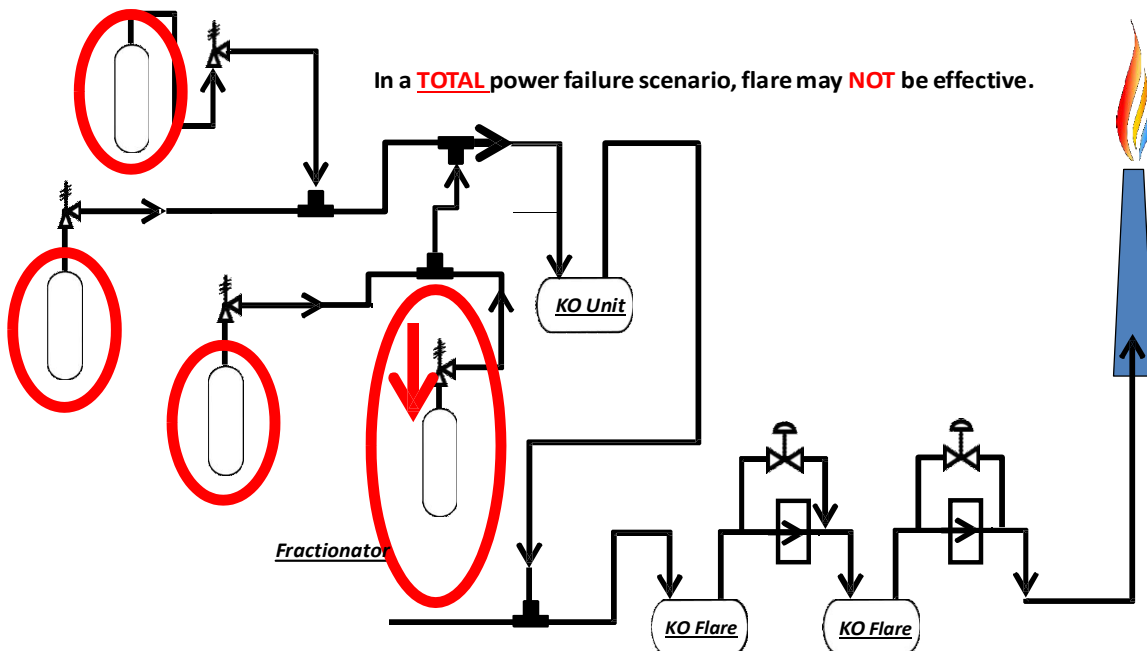 In a TOTAL power failure scenario, flare may NOT be effective.
KO Unit
Fractionator
KO Flare
KO Flare